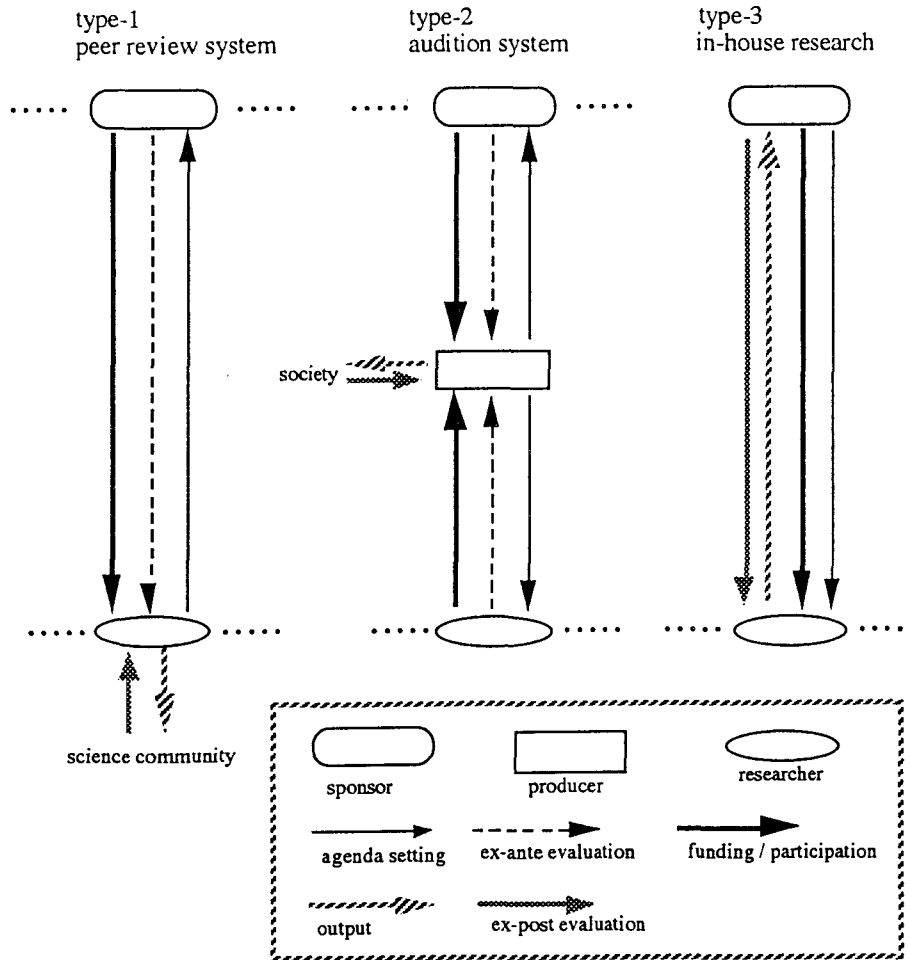 type-1
peer review system
type-2
audition system
type-3
in-house research
society
science community
sponsor
producer
researcher
agenda setting
ex-ante evaluation
funding / participation
output
ex-post evaluation